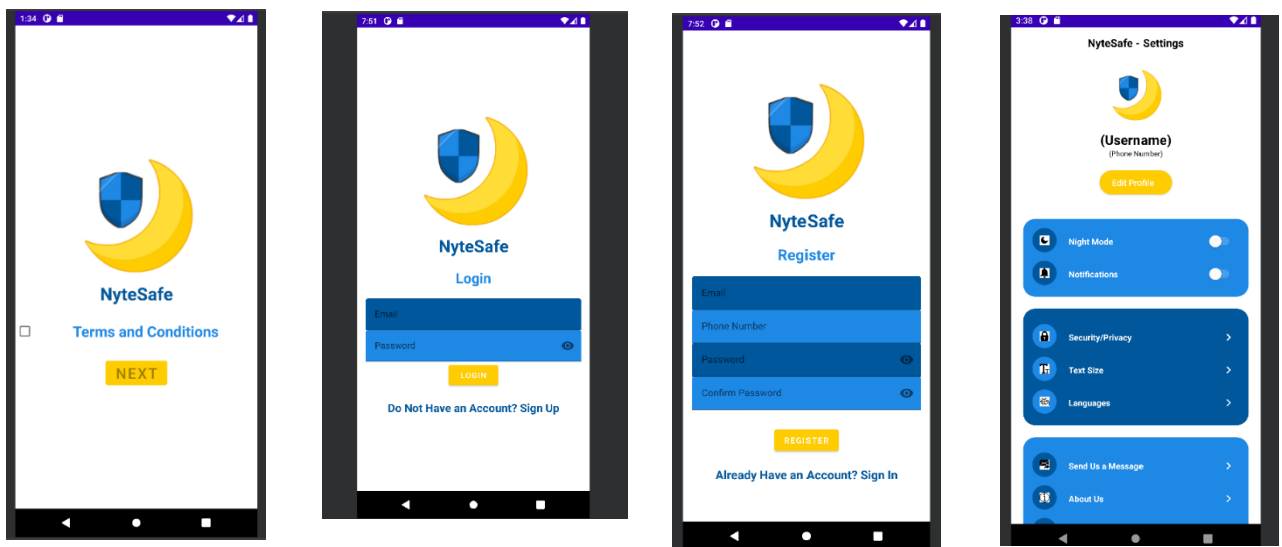 1:34
NyteSafe
Terms and Conditions
NEXT
7:51
NyteSafe
Login
Email
Password
LOGIN
Do Not Have an Account? Sign Up
7:52
NyteSafe
Register
Email
Phone Number
Password
Confirm Password
REGISTER
Already Have an Account? Sign In
3:38
NyteSafe - Settings
(Username)
(Phone Number)
Edit Profile
Night Mode
Notifications
Security/Privacy
Text Size
Languages
Send Us a Message
About Us